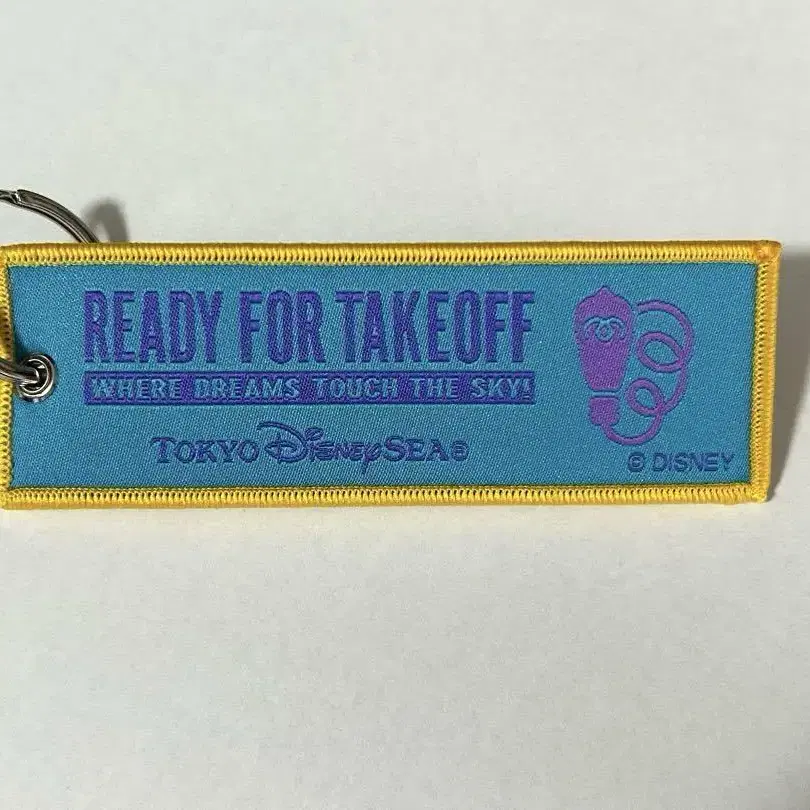 READY FOR TAKEOFF
WHERE DREAMS TOUCH THE SKY!
TOKYO DISNEYSEA®
© DISNEY